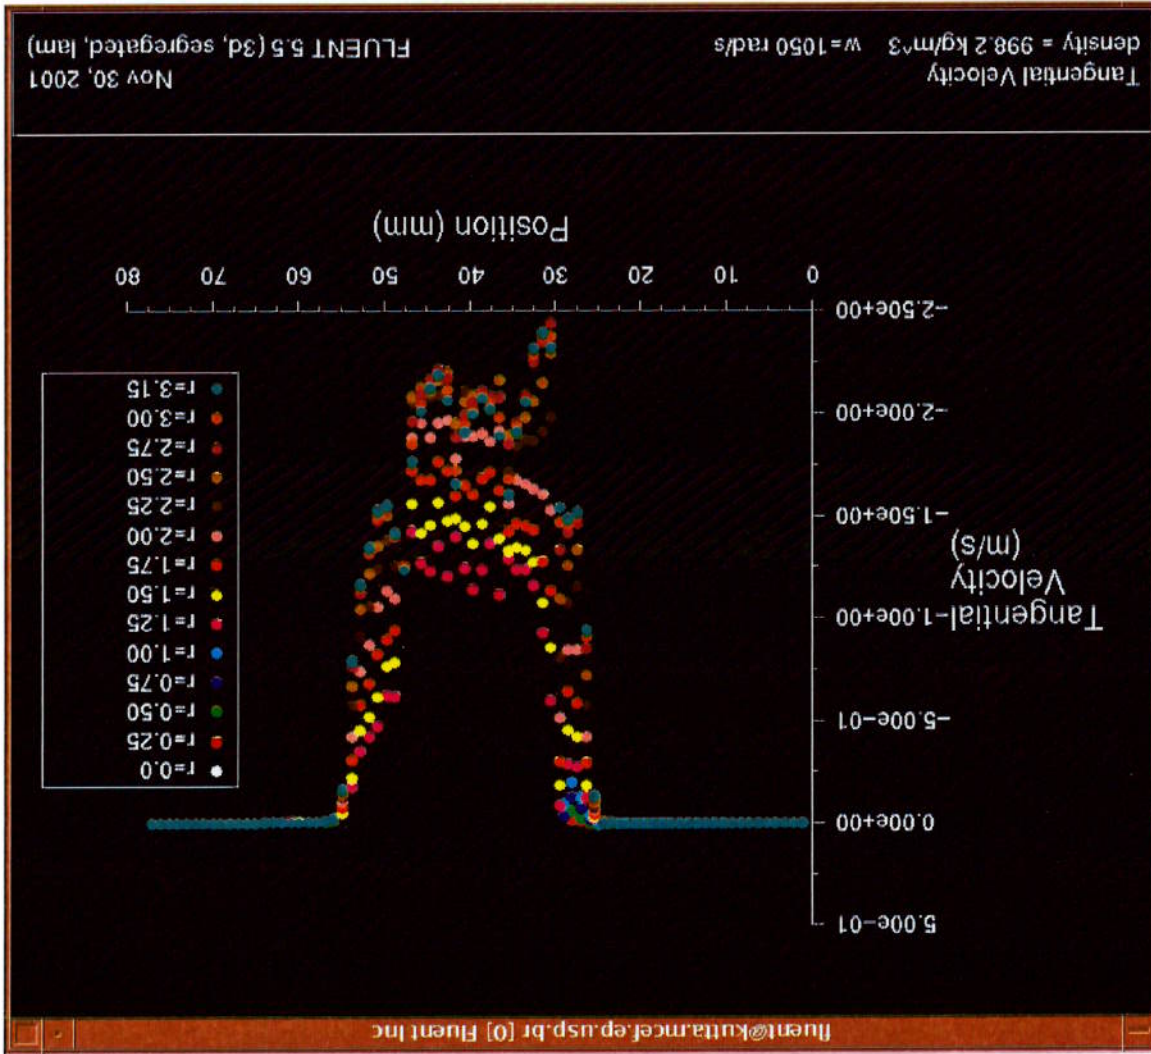 fluent@kutta.mcef.ep.usp.br [0] Fluent Inc
5.00e-01
0.00e+00
-5.00e-01
-1.00e+00
-1.50e+00
-2.00e+00
-2.50e+00
Tangential
Velocity
(m/s)
0 10 20 30 40 50 60 70 80
Position (mm)
r=0.0
r=0.25
r=0.50
r=0.75
r=1.00
r=1.25
r=1.50
r=1.75
r=2.00
r=2.25
r=2.50
r=2.75
r=3.00
r=3.15
Tangential Velocity
density = 998.2 kg/m^3 w=1050 rad/s
Nov 30, 2001
FLUENT 5.5 (3d, segregated, lam)